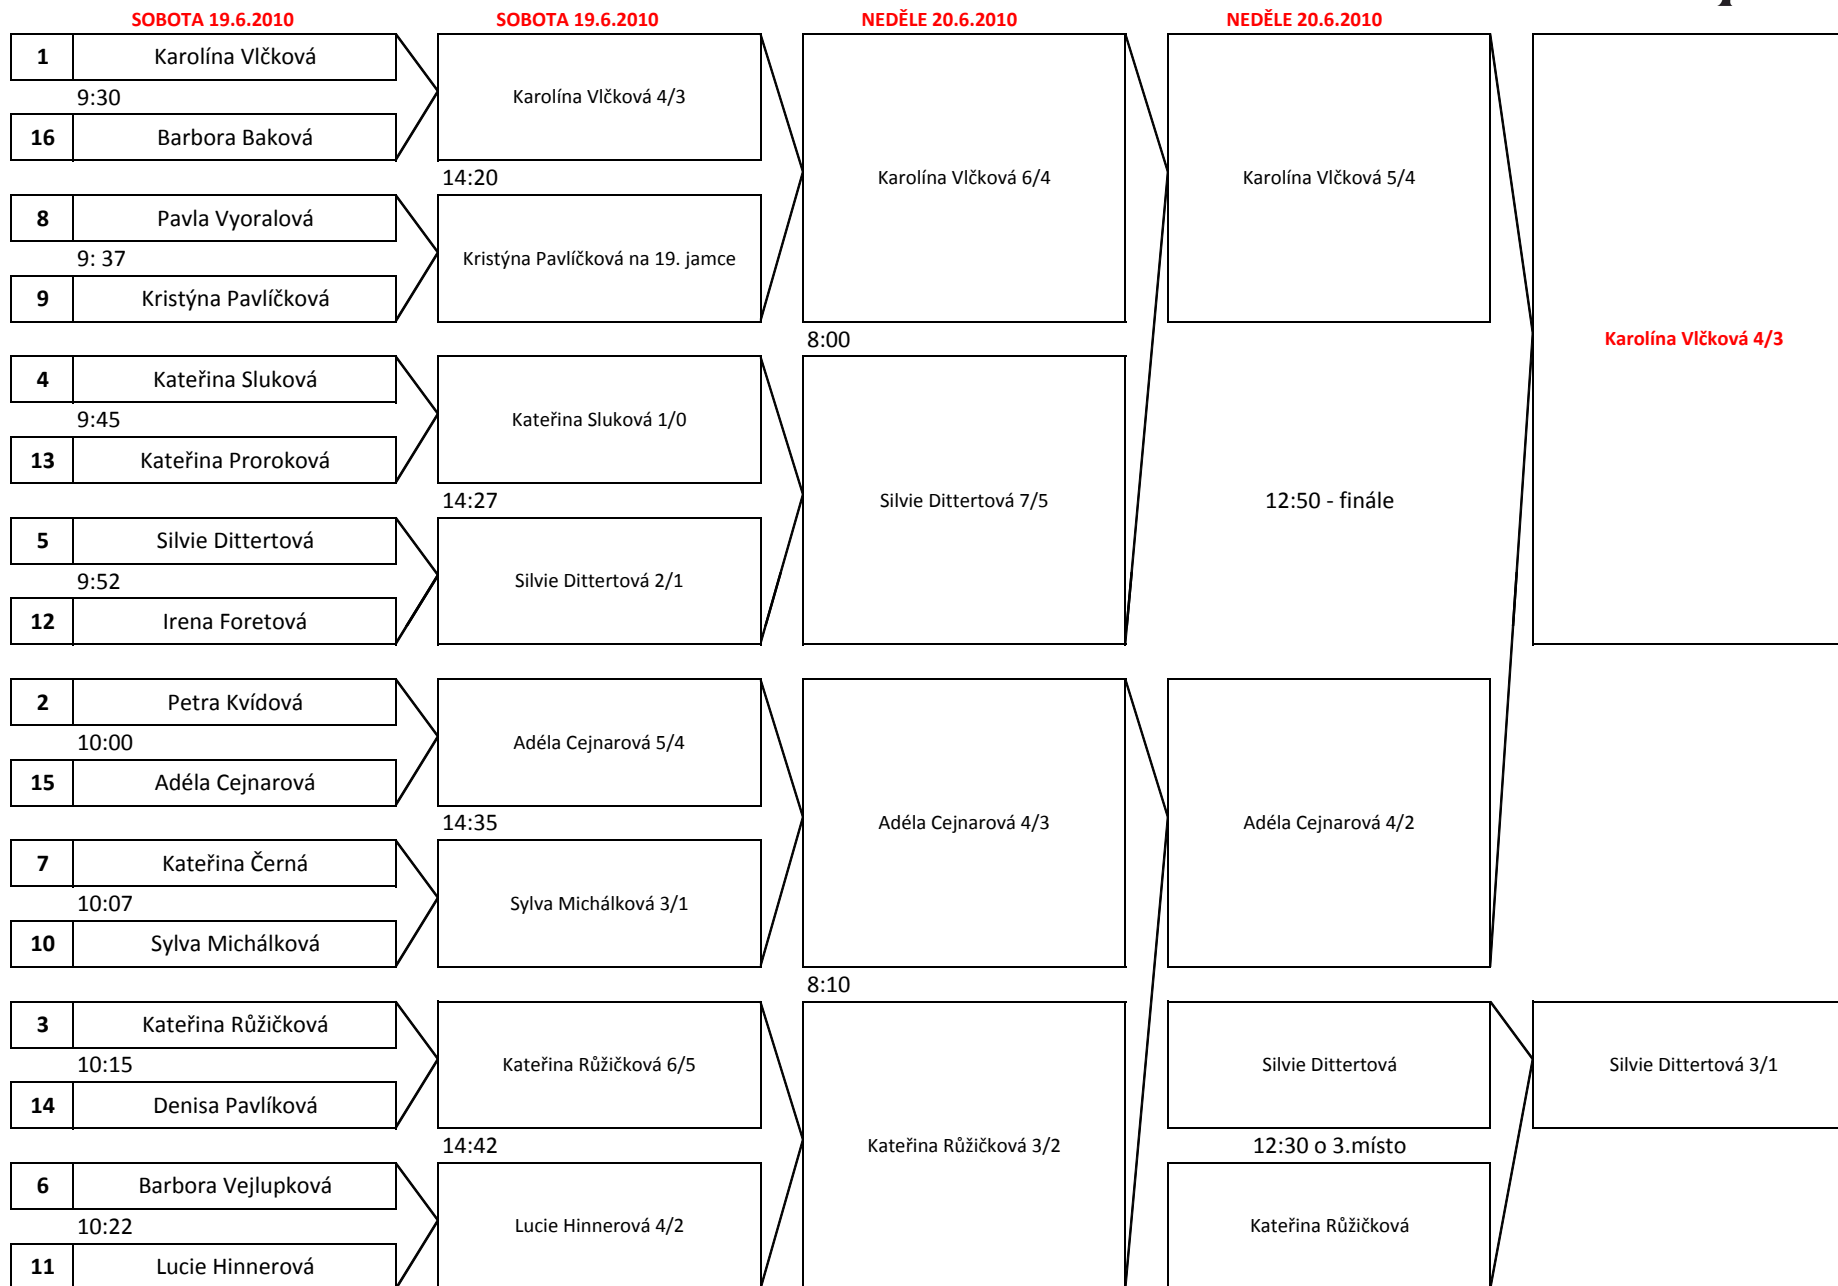 SOBOTA 19.6.2010 SOBOTA 19.6.2010 NEDĚLE 20.6.2010 NEDĚLE 20.6.2010
1 Karolína Vlčková
9:30
16 Barbora Baková
Karolína Vlčková 4/3
14:20
8 Pavla Vyoralová
9: 37
9 Kristýna Pavlíčková
Kristýna Pavlíčková na 19. jamce
Karolína Vlčková 6/4
Karolína Vlčková 5/4
8:00
Karolína Vlčková 4/3
4 Kateřina Sluková
9:45
13 Kateřina Proroková
Kateřina Sluková 1/0
14:27
Silvie Dittertová 7/5
12:50 - finále
5 Silvie Dittertová
9:52
12 Irena Foretová
Silvie Dittertová 2/1
2 Petra Kvídová
10:00
15 Adéla Cejnarová
Adéla Cejnarová 5/4
14:35
Adéla Cejnarová 4/3
Adéla Cejnarová 4/2
7 Kateřina Černá
10:07
10 Sylva Michálková
Sylva Michálková 3/1
8:10
3 Kateřina Růžičková
10:15
14 Denisa Pavlíková
Kateřina Růžičková 6/5
Silvie Dittertová
Silvie Dittertová 3/1
14:42
Kateřina Růžičková 3/2
12:30 o 3.místo
6 Barbora Vejlupková
10:22
11 Lucie Hinnerová
Lucie Hinnerová 4/2
Kateřina Růžičková